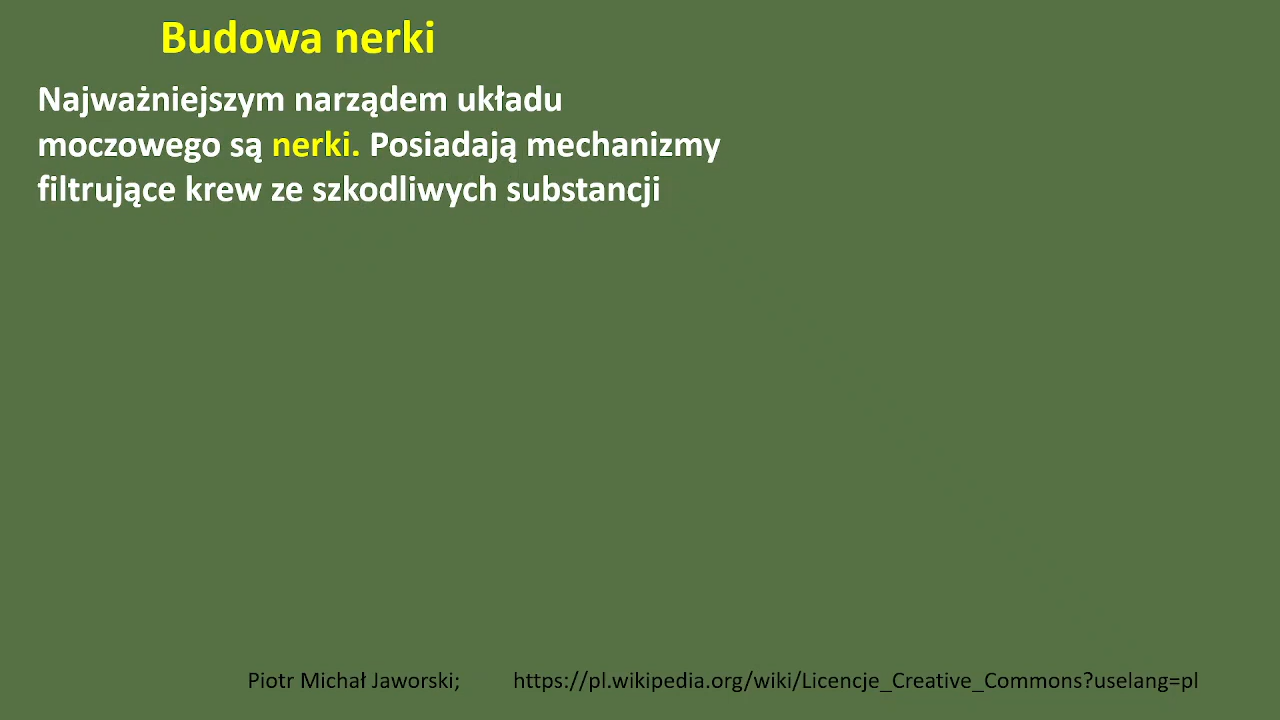 Budowa nerki
Najważniejszym narządem układu
moczowego są nerki. Posiadają mechanizmy
filtrujące krew ze szkodliwych substancji
Piotr Michał Jaworski; https://pl.wikipedia.org/wiki/Licencje_Creative_Commons?uselang=pl